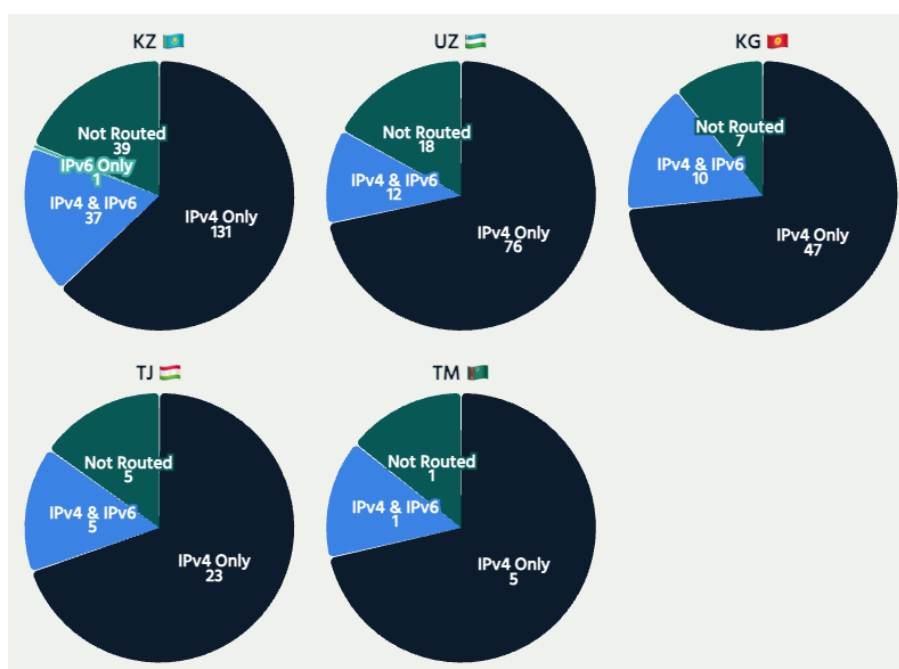 KZ 🇰🇿
Not Routed
39
IPv6 Only
1
IPv4 & IPv6
37
IPv4 Only
131
UZ 🇺🇿
Not Routed
18
IPv4 & IPv6
12
IPv4 Only
76
KG 🇰🇬
Not Routed
7
IPv4 & IPv6
10
IPv4 Only
47
TJ 🇹🇯
Not Routed
5
IPv4 & IPv6
5
IPv4 Only
23
TM 🇹🇲
Not Routed
1
IPv4 & IPv6
1
IPv4 Only
5